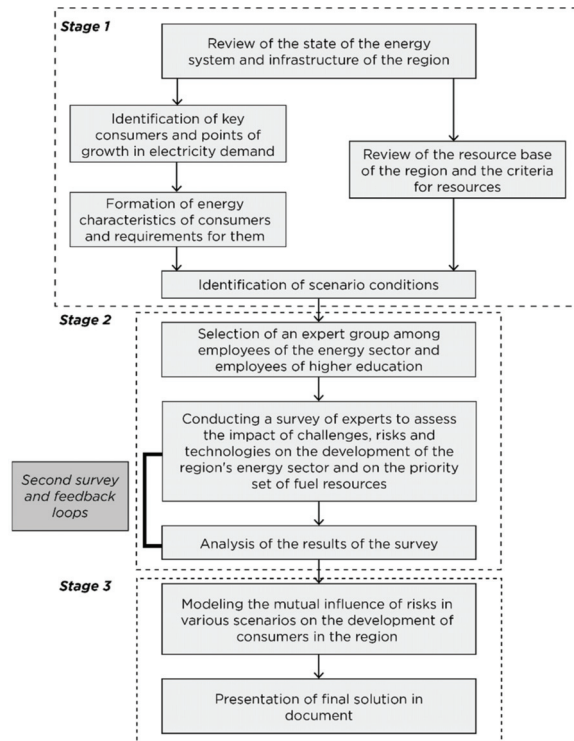 Stage 1
Review of the state of the energy
system and infrastructure of the region
Identification of key
consumers and points of
growth in electricity demand
Review of the resource base
of the region and the criteria
for resources
Formation of energy
characteristics of consumers
and requirements for them
Identification of scenario conditions
Stage 2
Selection of an expert group among
employees of the energy sector and
employees of higher education
Conducting a survey of experts to assess
the impact of challenges, risks and
technologies on the development of the
region's energy sector and on the priority
set of fuel resources
Second survey
and feedback
loops
Analysis of the results of the survey
Stage 3
Modeling the mutual influence of risks in
various scenarios on the development of
consumers in the region
Presentation of final solution in
document